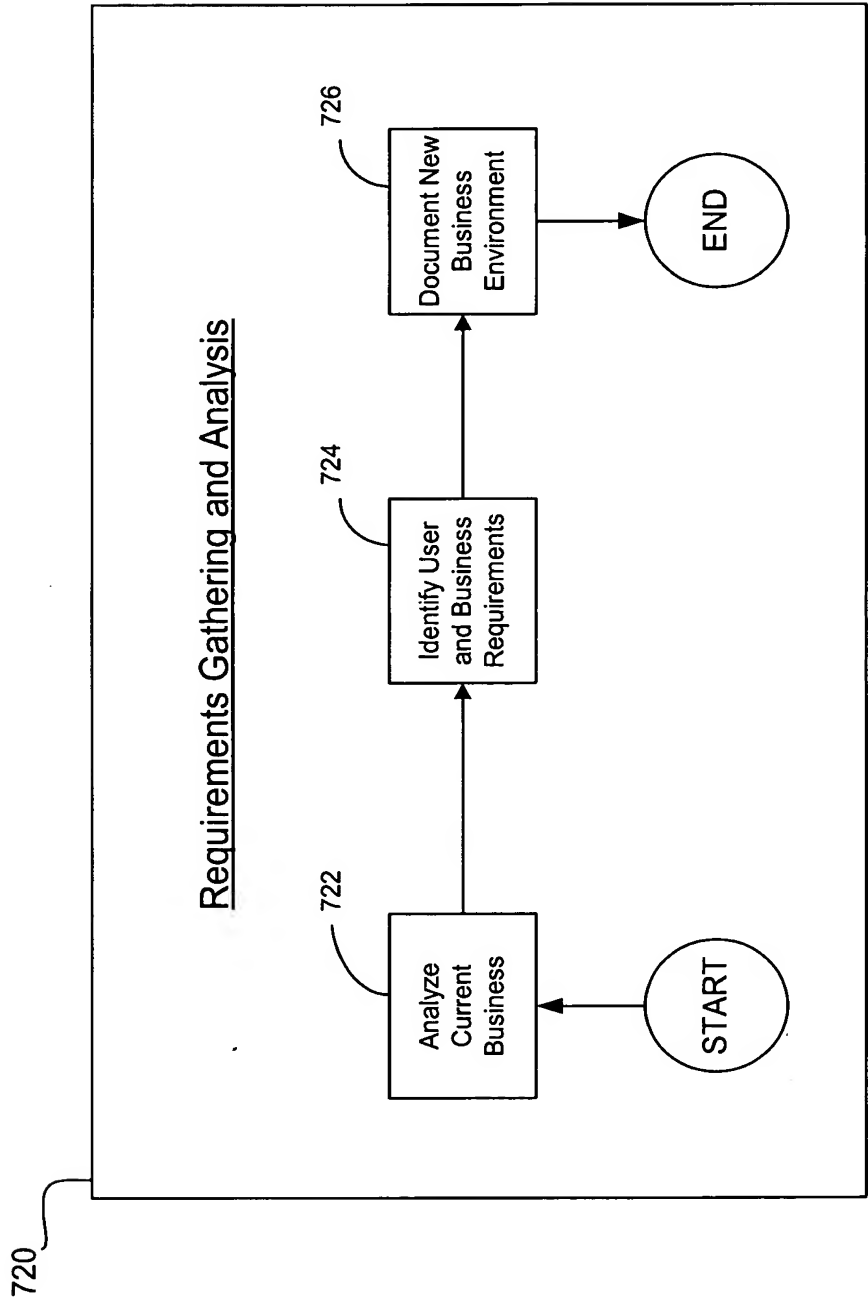 720
Requirements Gathering and Analysis
722
Analyze
Current
Business
724
Identify User
and Business
Requirements
726
Document New
Business
Environment
START
END